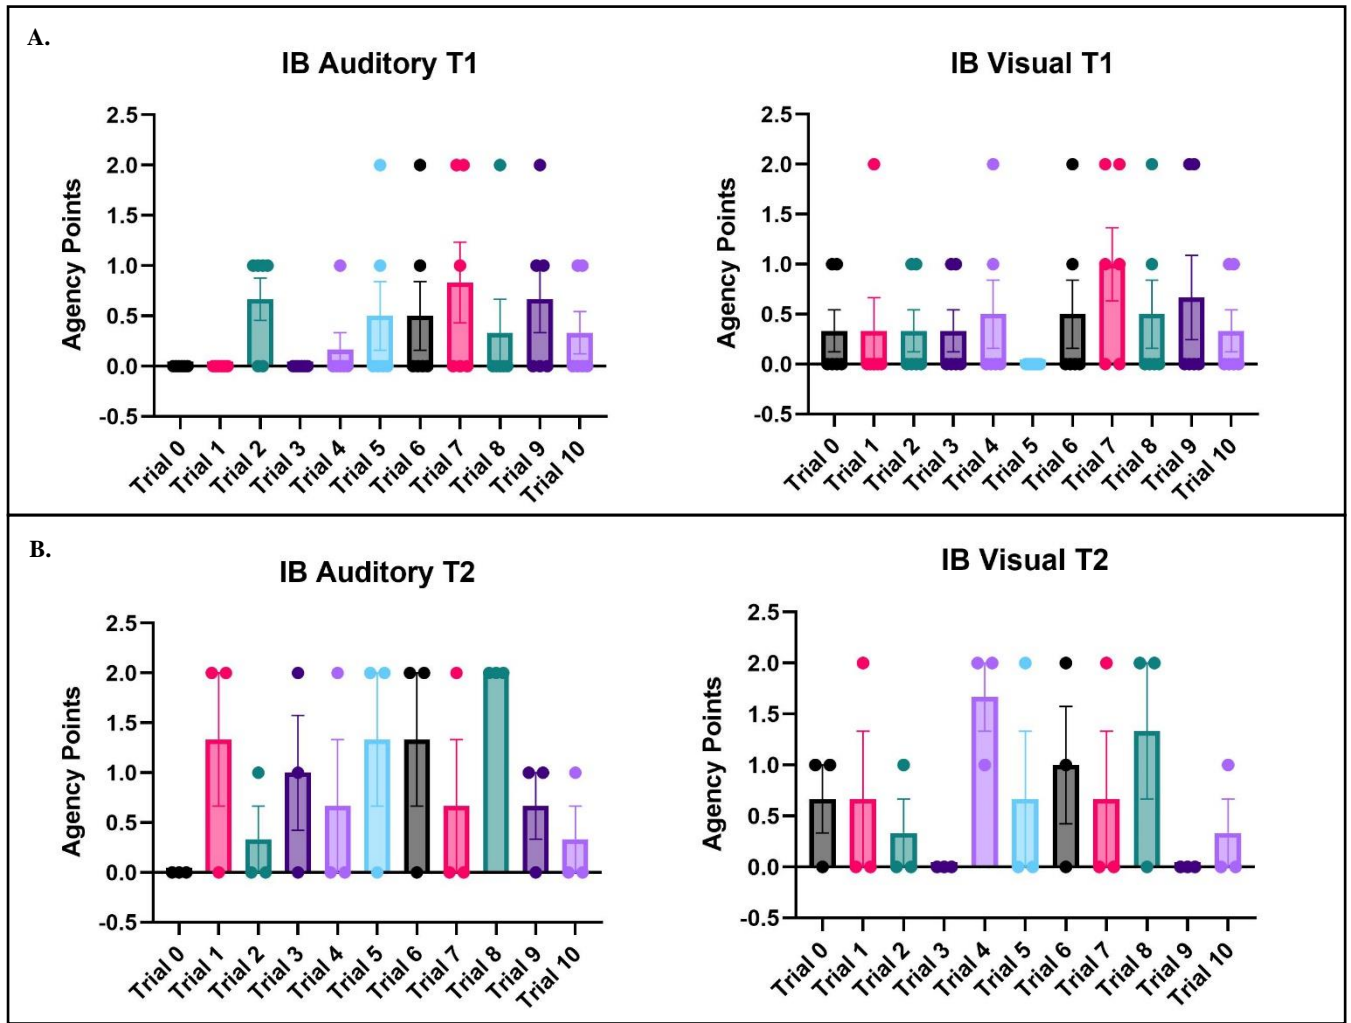 A.
IB Auditory T1
Agency Points
2.5
2.0
1.5
1.0
0.5
0.0
-0.5
Trial 0
Trial 1
Trial 2
Trial 3
Trial 4
Trial 5
Trial 6
Trial 7
Trial 8
Trial 9
Trial 10
IB Visual T1
Agency Points
2.5
2.0
1.5
1.0
0.5
0.0
-0.5
Trial 0
Trial 1
Trial 2
Trial 3
Trial 4
Trial 5
Trial 6
Trial 7
Trial 8
Trial 9
Trial 10
B.
IB Auditory T2
Agency Points
2.5
2.0
1.5
1.0
0.5
0.0
-0.5
Trial 0
Trial 1
Trial 2
Trial 3
Trial 4
Trial 5
Trial 6
Trial 7
Trial 8
Trial 9
Trial 10
IB Visual T2
Agency Points
2.5
2.0
1.5
1.0
0.5
0.0
-0.5
Trial 0
Trial 1
Trial 2
Trial 3
Trial 4
Trial 5
Trial 6
Trial 7
Trial 8
Trial 9
Trial 10